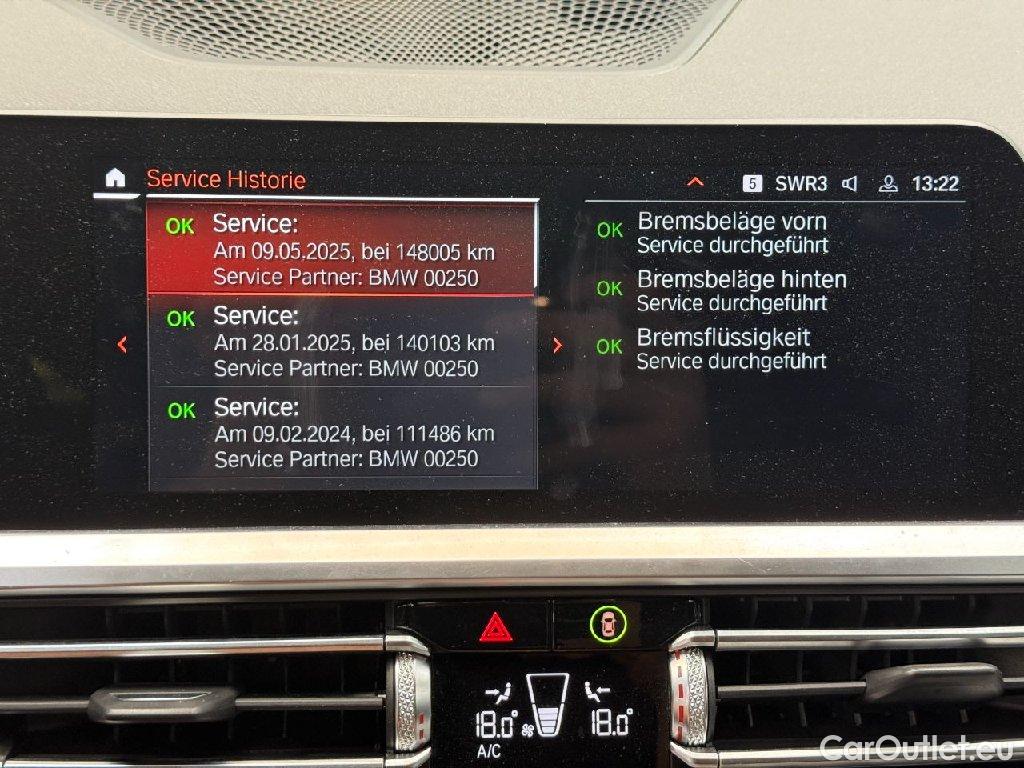 Service Historie
5 SWR3 13:22
OK Service:
Am 09.05.2025, bei 148005 km
Service Partner: BMW 00250
OK Service:
Am 28.01.2025, bei 140103 km
Service Partner: BMW 00250
OK Service:
Am 09.02.2024, bei 111486 km
Service Partner: BMW 00250
OK Bremsbeläge vorn
Service durchgeführt
OK Bremsbeläge hinten
Service durchgeführt
OK Bremsflüssigkeit
Service durchgeführt
18.0° 18.0°
A/C
CarOutlet.eu